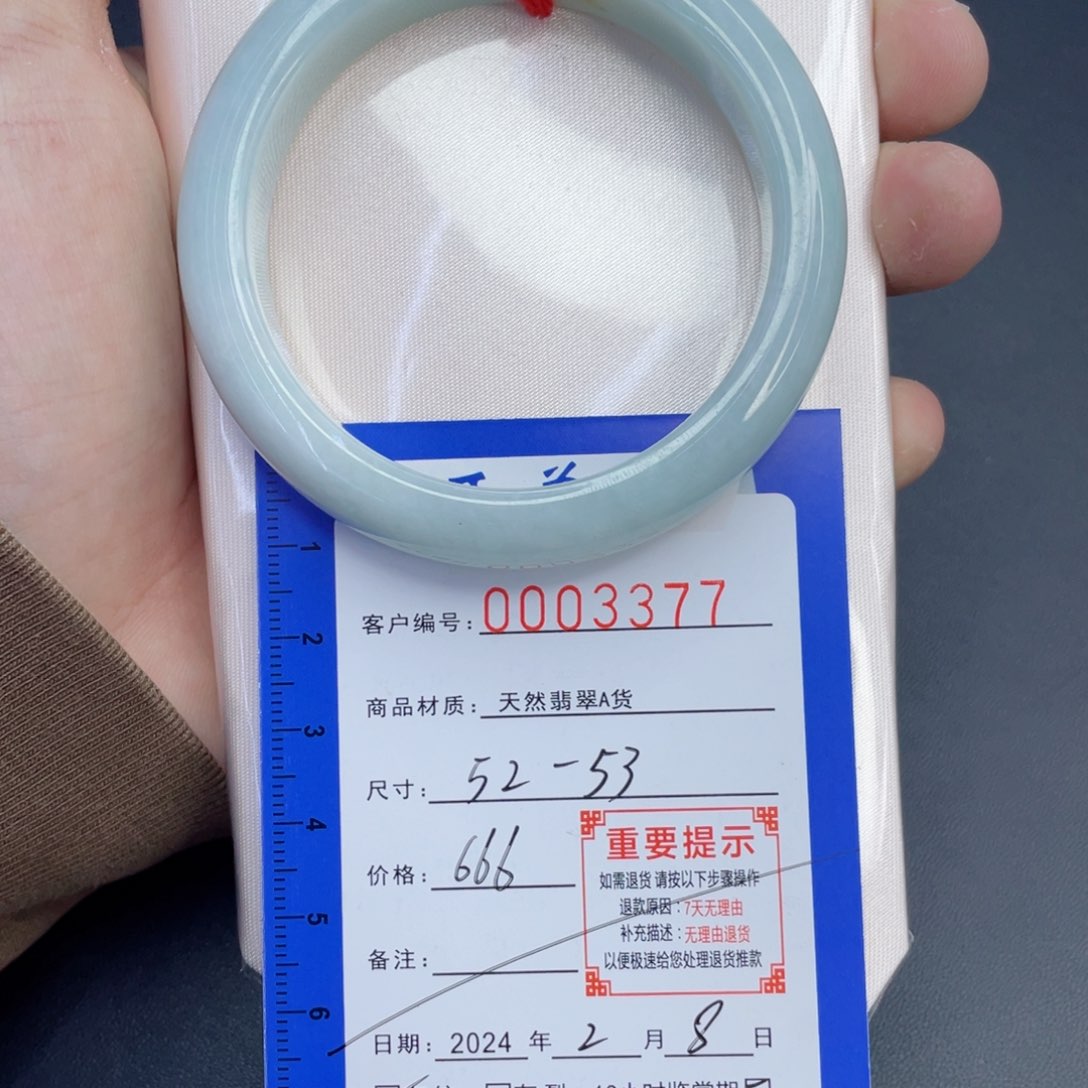 客户编号：0003377
商品材质：天然翡翠A货
尺寸：52-53
价格：666
重要提示
如需退货 请按以下步骤操作
退款原因：7天无理由
补充描述：无理由退货
以便极速给您处理退货推款
备注：
日期：2024 年 2 月 8 日
1
2
3
4
5
6